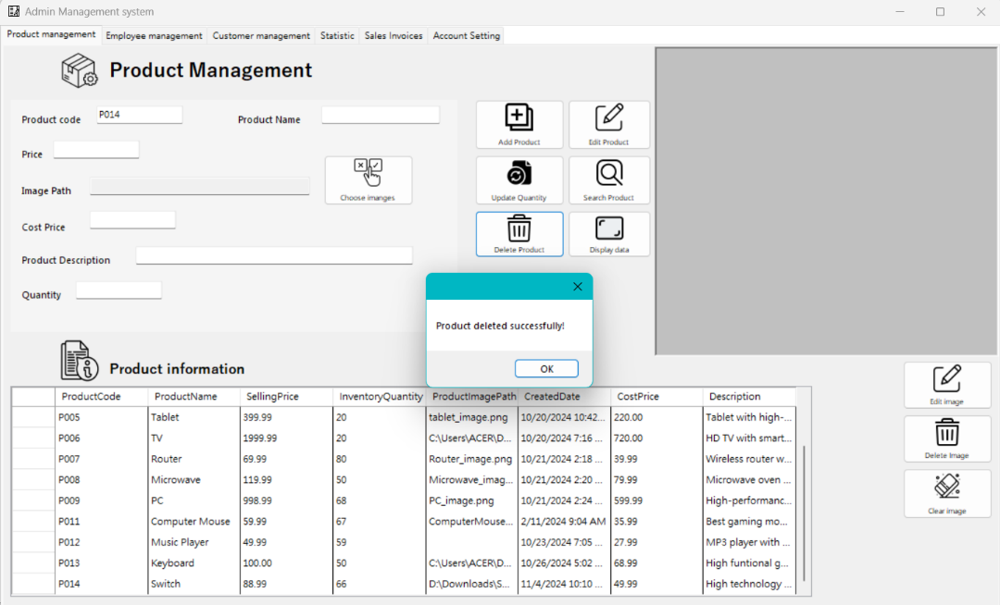 Admin Management system
Product management Employee management Customer management Statistic Sales Invoices Account Setting
Product Management
Product code P014 Product Name
Price
Image Path
Choose imanges
Cost Price
Product Description
Quantity
Add Product Edit Product
Update Quantity Search Product
Delete Product Display data
Product deleted successfully!
OK
Product information
ProductCode ProductName SellingPrice InventoryQuantity ProductImagePath CreatedDate CostPrice Description
P005 Tablet 399.99 20 tablet_image.png 10/20/2024 10:42... 220.00 Tablet with high-...
P006 TV 1999.99 20 C:\Users\ACER\D... 10/20/2024 7:16 ... 720.00 HD TV with smart...
P007 Router 69.99 80 Router_image.png 10/21/2024 2:18 ... 39.99 Wireless router w...
P008 Microwave 119.99 50 Microwave_imag... 10/21/2024 2:20 ... 79.99 Microwave oven ...
P009 PC 998.99 68 PC_image.png 10/21/2024 2:24 ... 599.99 High-performanc...
P011 Computer Mouse 59.99 67 ComputerMouse... 2/11/2024 9:04 AM 35.99 Best gaming mo...
P012 Music Player 49.99 59 10/23/2024 7:05 ... 27.99 MP3 player with ...
P013 Keyboard 100.00 50 C:\Users\ACER\D... 10/26/2024 5:02 ... 68.99 High funtional g...
P014 Switch 88.99 66 D:\Downloads\S... 11/4/2024 10:10 ... 49.99 High technology ...
Edit image
Delete Image
Clear image